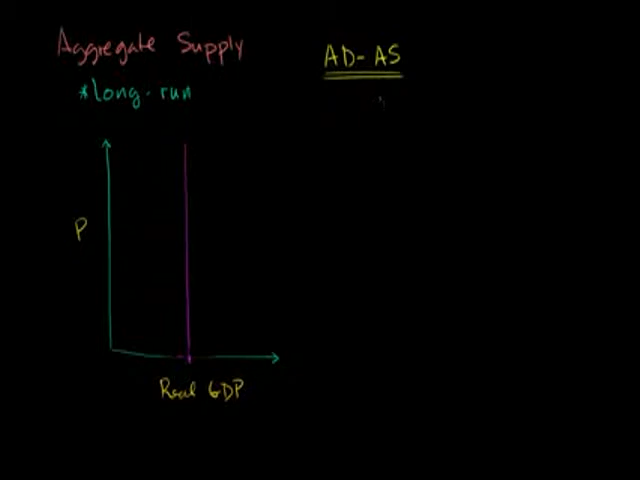 Aggregate Supply
*long-run
AD-AS
P
Real GDP